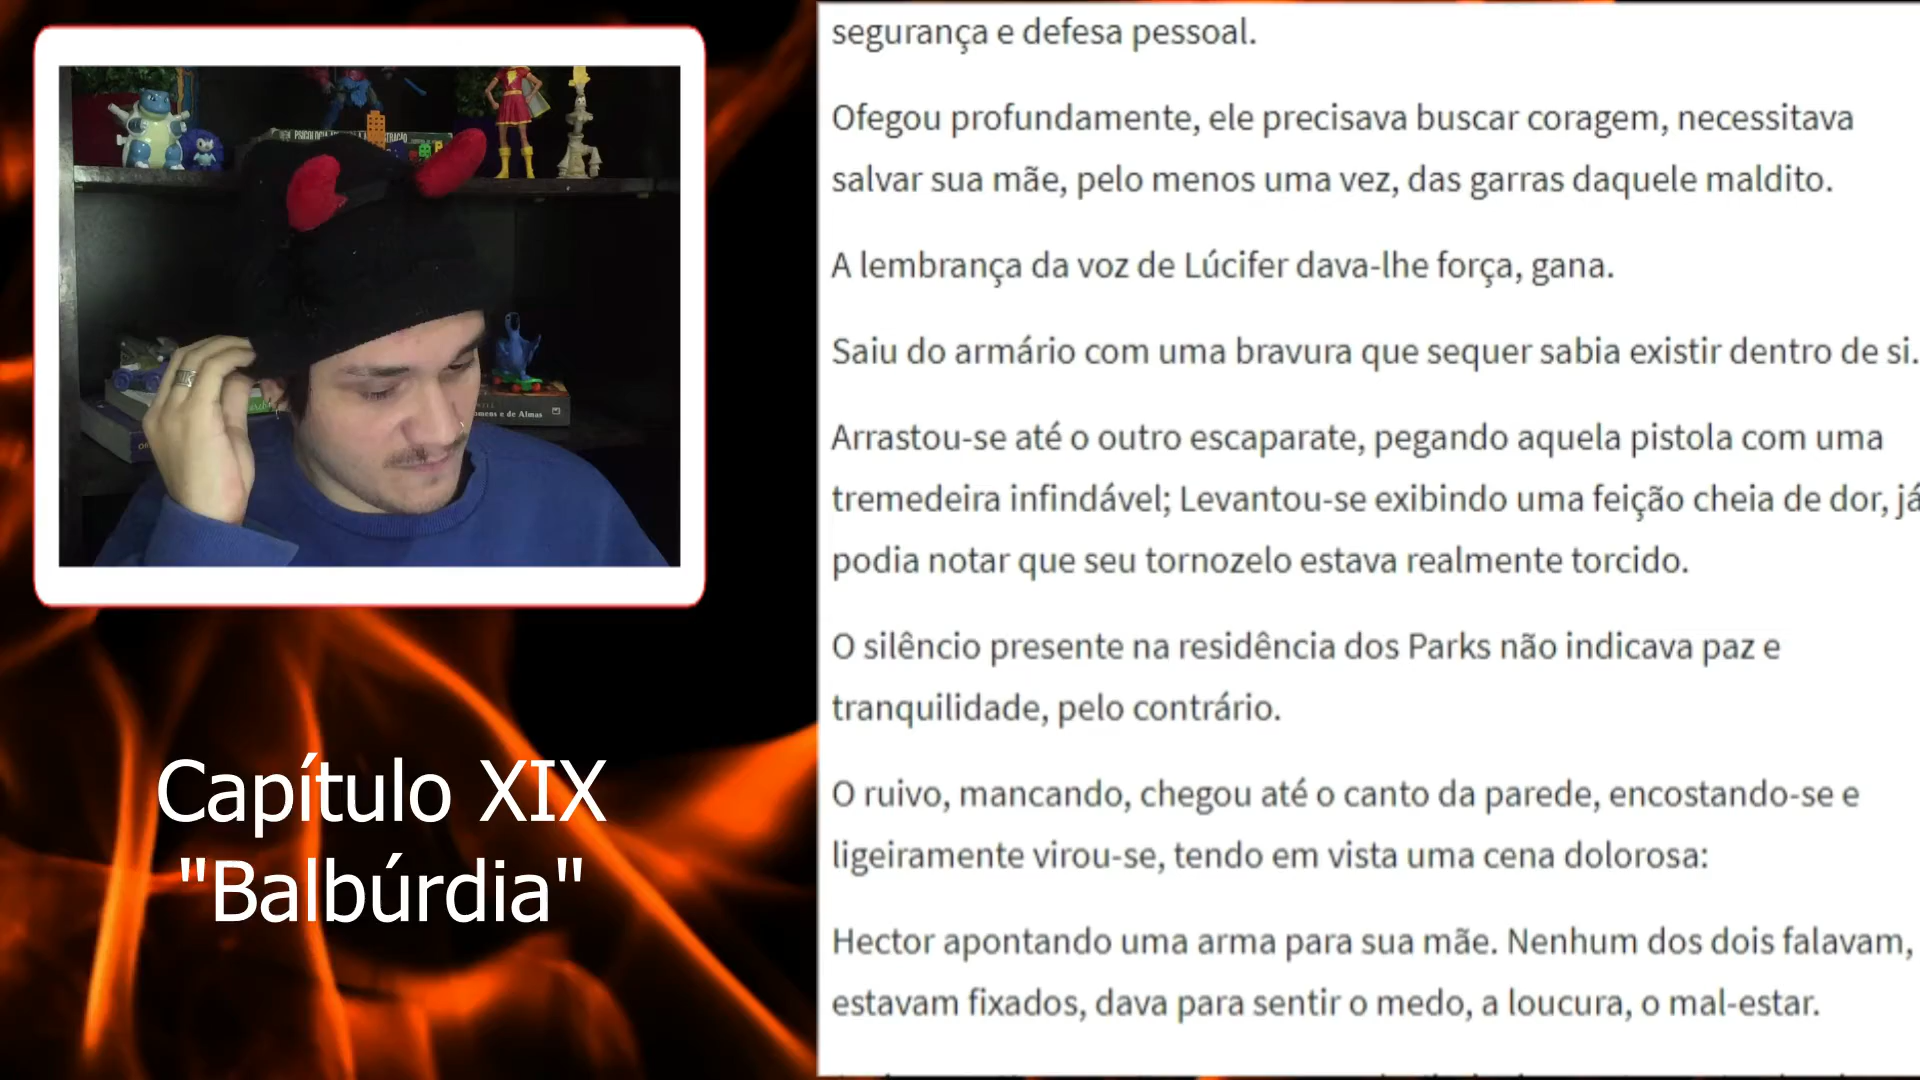 PSICOLOGIA
omens e de Almas
Capítulo XIX
"Balbúrdia"
segurança e defesa pessoal.
Ofegou profundamente, ele precisava buscar coragem, necessitava
salvar sua mãe, pelo menos uma vez, das garras daquele maldito.
A lembrança da voz de Lúcifer dava-lhe força, gana.
Saiu do armário com uma bravura que sequer sabia existir dentro de si.
Arrastou-se até o outro escaparate, pegando aquela pistola com uma
tremedeira infindável; Levantou-se exibindo uma feição cheia de dor, já
podia notar que seu tornozelo estava realmente torcido.
O silêncio presente na residência dos Parks não indicava paz e
tranquilidade, pelo contrário.
O ruivo, mancando, chegou até o canto da parede, encostando-se e
ligeiramente virou-se, tendo em vista uma cena dolorosa:
Hector apontando uma arma para sua mãe. Nenhum dos dois falavam,
estavam fixados, dava para sentir o medo, a loucura, o mal-estar.